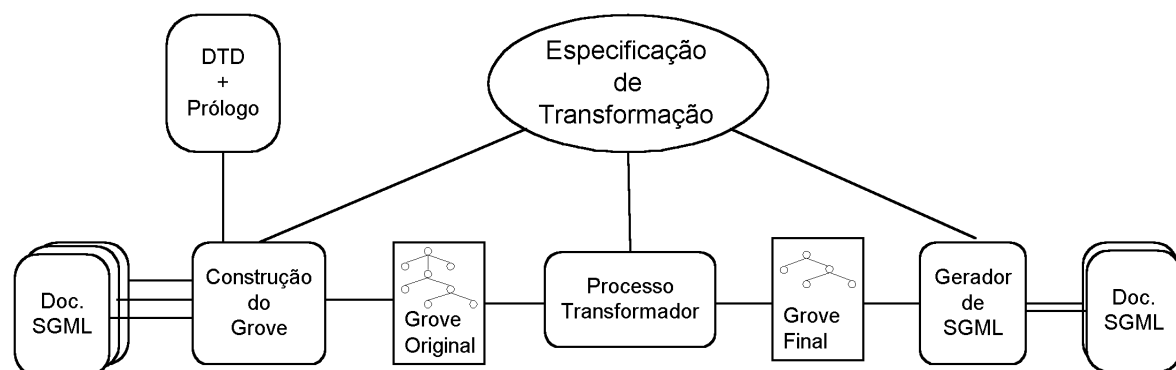 DTD
+
Prólogo
Especificação
de
Transformação
Doc.
SGML
Construção
do
Grove
Grove
Original
Processo
Transformador
Grove
Final
Gerador
de
SGML
Doc.
SGML